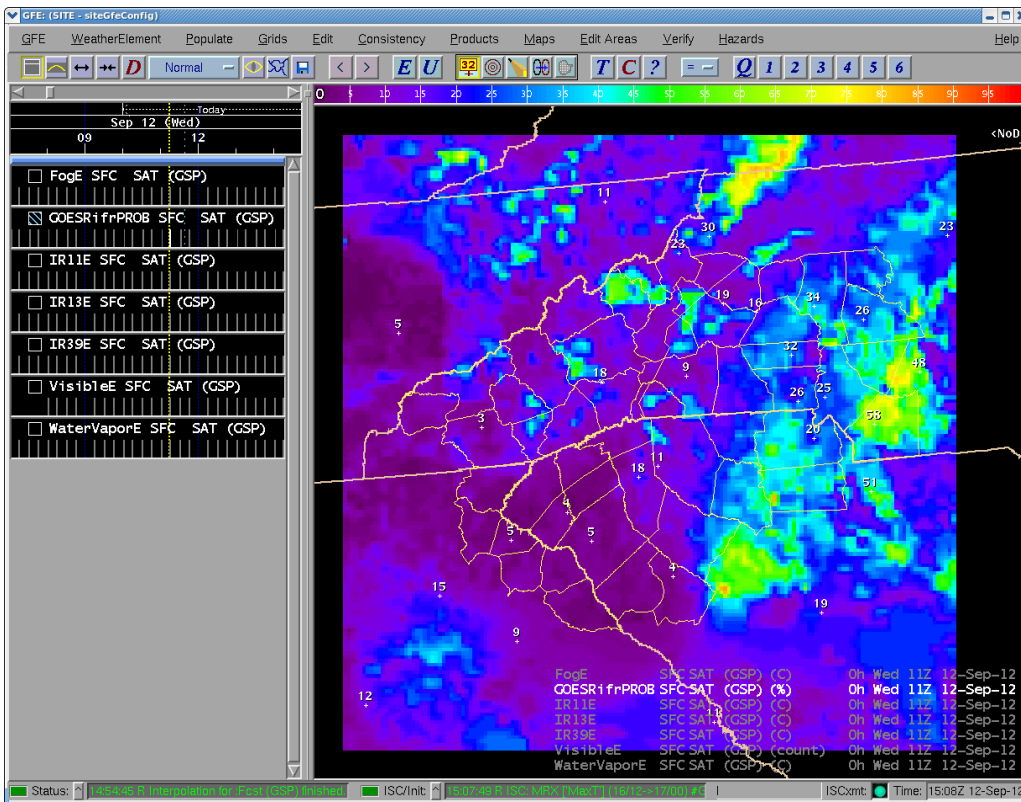 GFE: (SITE - siteGfeConfig)
GFE WeatherElement Populate Grids Edit Consistency Products Maps Edit Areas Verify Hazards Help
D Normal < > E U 32 T C ? = Q 1 2 3 4 5 6
0 5 10 15 20 25 30 35 40 45 50 55 60 65 70 75 80 85 90 95
Today
Sep 12 (Wed)
09 12
<NoD
FogE SFC SAT (GSP)
GOESRifrPROB SFC SAT (GSP)
IR11E SFC SAT (GSP)
IR13E SFC SAT (GSP)
IR39E SFC SAT (GSP)
VisibleE SFC SAT (GSP)
WaterVaporE SFC SAT (GSP)
11
30
23
23
19
16
34
26
5
32
48
18
9
26
25
3
58
20
11
18
51
4
5
5
4
15
19
9
12
11
FogE SFC SAT (GSP) (C) 0h Wed 11Z 12-Sep-12
GOESRifrPROB SFC SAT (GSP) (%) 0h Wed 11Z 12-Sep-12
IR11E SFC SAT (GSP) (C) 0h Wed 11Z 12-Sep-12
IR13E SFC SAT (GSP) (C) 0h Wed 11Z 12-Sep-12
IR39E SFC SAT (GSP) (C) 0h Wed 11Z 12-Sep-12
VisibleE SFC SAT (GSP) (count) 0h Wed 11Z 12-Sep-12
WaterVaporE SFC SAT (GSP) (C) 0h Wed 11Z 12-Sep-12
Status: 14:54:45 R Interpolation for :Fcst (GSP) finished. ISC/Init: 15:07:49 R ISC: MRX ['MaxT'] (16/12->17/00) #G ISCxmt: Time: 15:08Z 12-Sep-12